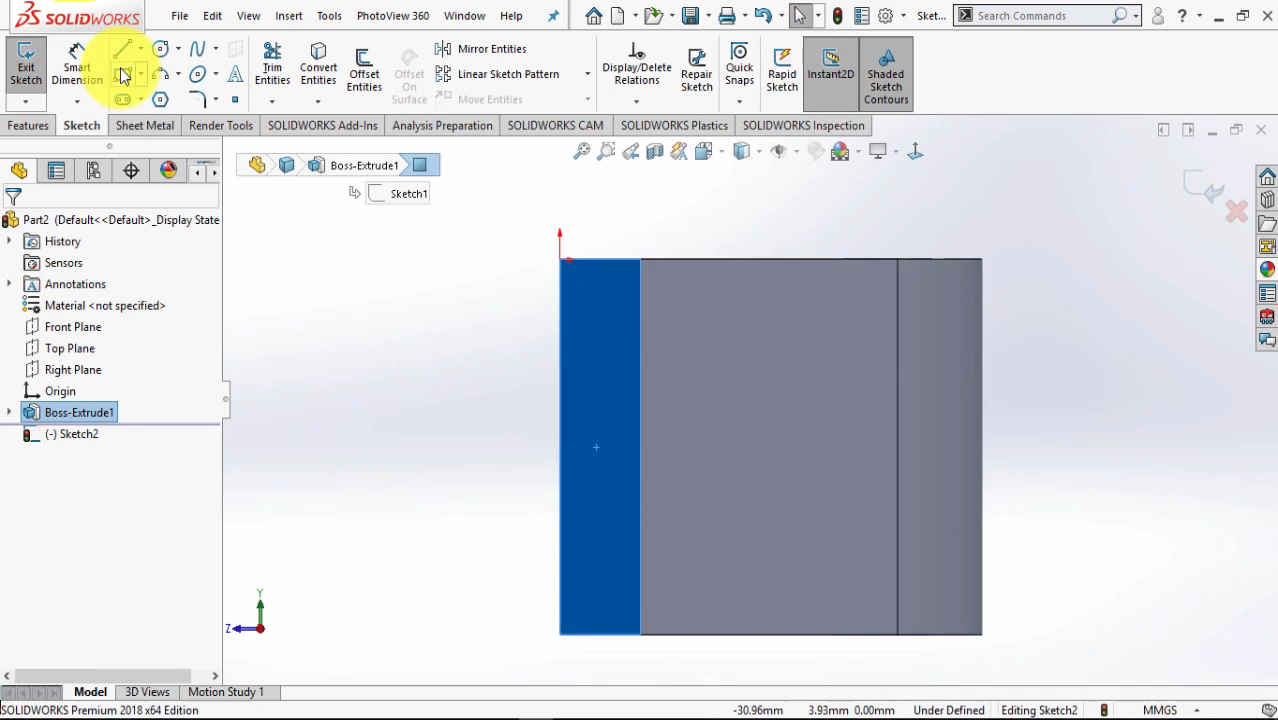 SOLIDWORKS File Edit View Insert Tools PhotoView 360 Window Help Sket... Search Commands ?
Exit Sketch
Smart Dimension
Trim Entities
Convert Entities
Offset Entities
Offset On Surface
Mirror Entities
Linear Sketch Pattern
Move Entities
Display/Delete Relations
Repair Sketch
Quick Snaps
Rapid Sketch
Instant2D
Shaded Sketch Contours
Features Sketch Sheet Metal Render Tools SOLIDWORKS Add-Ins Analysis Preparation SOLIDWORKS CAM SOLIDWORKS Plastics SOLIDWORKS Inspection
Boss-Extrude1
Sketch1
Part2 (Default<<Default>_Display State
History
Sensors
Annotations
Material <not specified>
Front Plane
Top Plane
Right Plane
Origin
Boss-Extrude1
(-) Sketch2
Y
Z
Model 3D Views Motion Study 1
SOLIDWORKS Premium 2018 x64 Edition -30.96mm 3.93mm 0.00mm Under Defined Editing Sketch2 MMGS